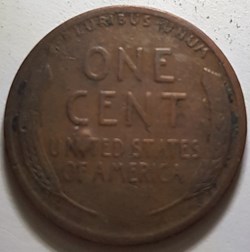 E PLURIBUS UNUM
ONE
CENT
UNITED STATES
OF AMERICA